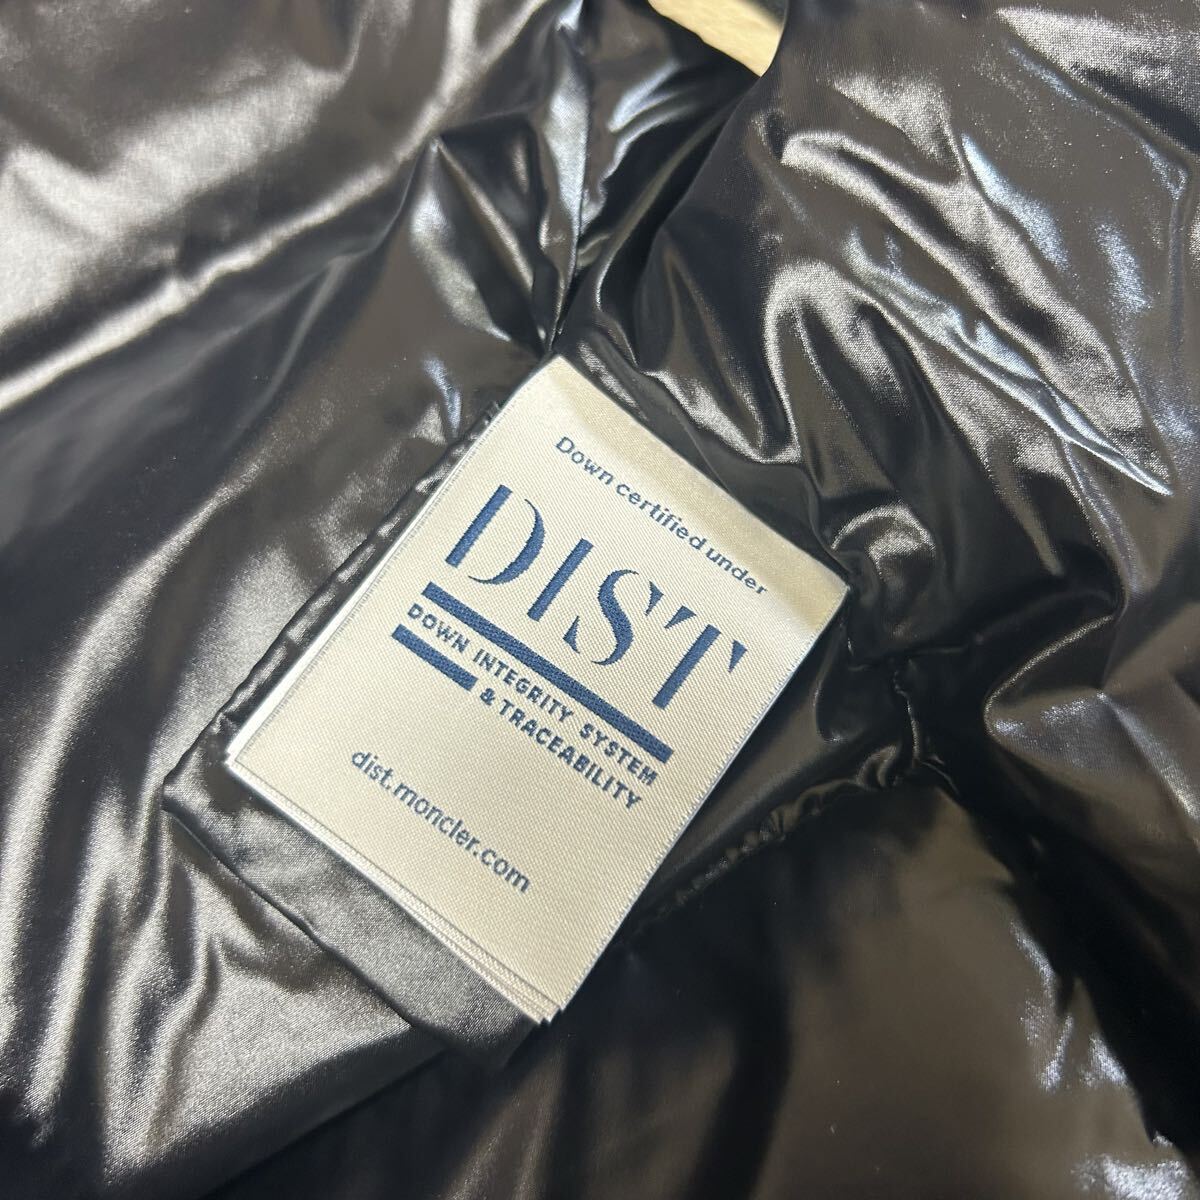 Down certified under
DIST
DOWN INTEGRITY SYSTEM
& TRACEABILITY
dist.moncler.com